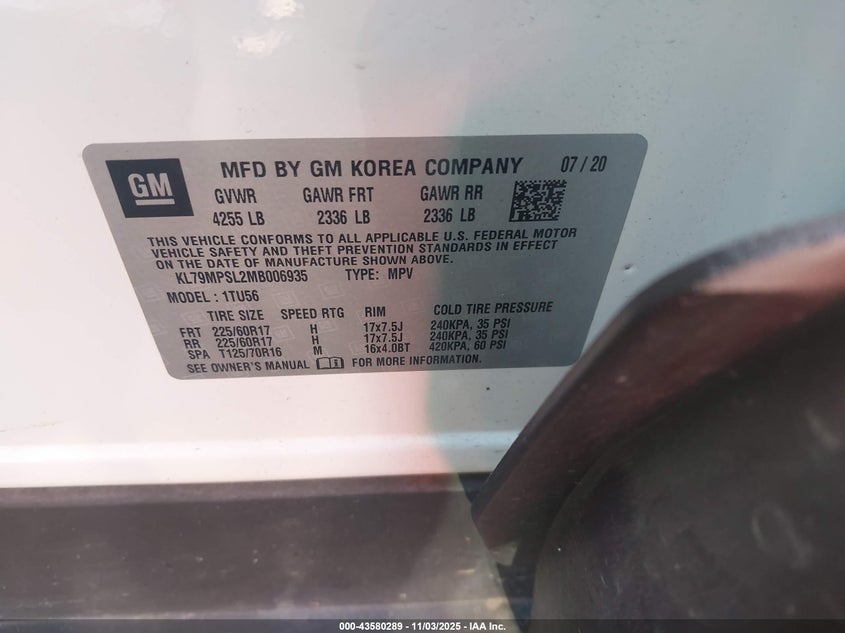 GM
MFD BY GM KOREA COMPANY 07 / 20
GVWR GAWR FRT GAWR RR
4255 LB 2336 LB 2336 LB
THIS VEHICLE CONFORMS TO ALL APPLICABLE U.S. FEDERAL MOTOR
VEHICLE SAFETY AND THEFT PREVENTION STANDARDS IN EFFECT
ON THE DATE OF MANUFACTURE SHOWN ABOVE.
KL79MPSL2MB006935 TYPE: MPV
MODEL : 1TU56
TIRE SIZE SPEED RTG RIM COLD TIRE PRESSURE
FRT 225/60R17 H 17x7.5J 240KPA, 35 PSI
RR 225/60R17 H 17x7.5J 240KPA, 35 PSI
SPA T125/70R16 M 16x4.0BT 420KPA, 60 PSI
SEE OWNER'S MANUAL FOR MORE INFORMATION.
000-43580289 - 11/03/2025 - IAA Inc.